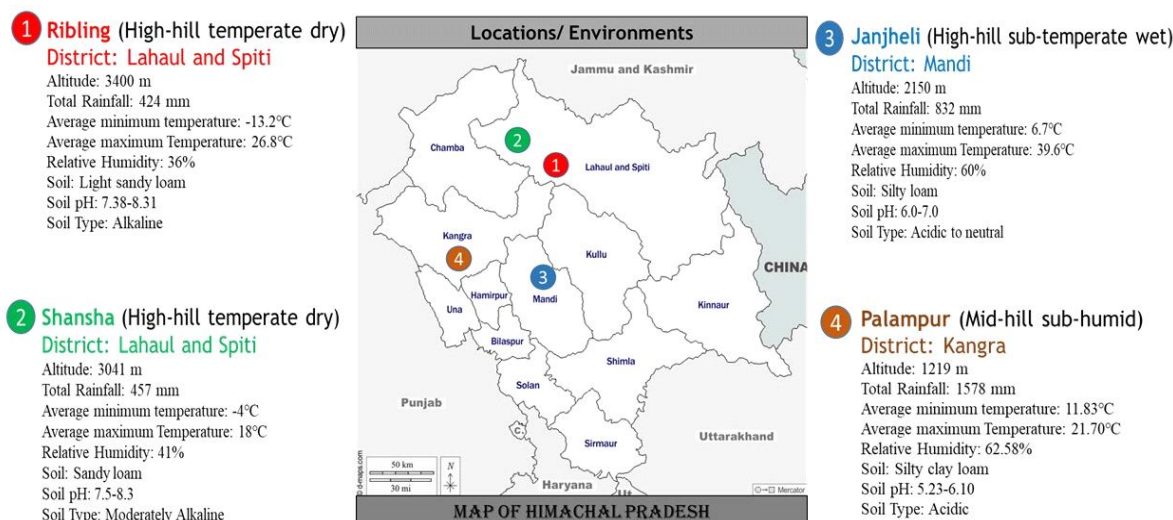 1 Ribling (High-hill temperate dry)
District: Lahaul and Spiti
Altitude: 3400 m
Total Rainfall: 424 mm
Average minimum temperature: -13.2°C
Average maximum Temperature: 26.8°C
Relative Humidity: 36%
Soil: Light sandy loam
Soil pH: 7.38-8.31
Soil Type: Alkaline
2 Shansha (High-hill temperate dry)
District: Lahaul and Spiti
Altitude: 3041 m
Total Rainfall: 457 mm
Average minimum temperature: -4°C
Average maximum Temperature: 18°C
Relative Humidity: 41%
Soil: Sandy loam
Soil pH: 7.5-8.3
Soil Type: Moderately Alkaline
Locations/ Environments
Jammu and Kashmir
2
Chamba
1
Lahaul and Spiti
Kangra
4
Kullu
3
CHINA
Hamirpur
Mandi
Una
Kinnaur
Bilaspur
Shimla
Solan
Punjab
C.
Sirmaur
Uttarakhand
50 km
30 mi
N
© d-maps.com
Haryana
Ut
Mercator
MAP OF HIMACHAL PRADESH
3 Janjheli (High-hill sub-temperate wet)
District: Mandi
Altitude: 2150 m
Total Rainfall: 832 mm
Average minimum temperature: 6.7°C
Average maximum Temperature: 39.6°C
Relative Humidity: 60%
Soil: Silty loam
Soil pH: 6.0-7.0
Soil Type: Acidic to neutral
4 Palampur (Mid-hill sub-humid)
District: Kangra
Altitude: 1219 m
Total Rainfall: 1578 mm
Average minimum temperature: 11.83°C
Average maximum Temperature: 21.70°C
Relative Humidity: 62.58%
Soil: Silty clay loam
Soil pH: 5.23-6.10
Soil Type: Acidic